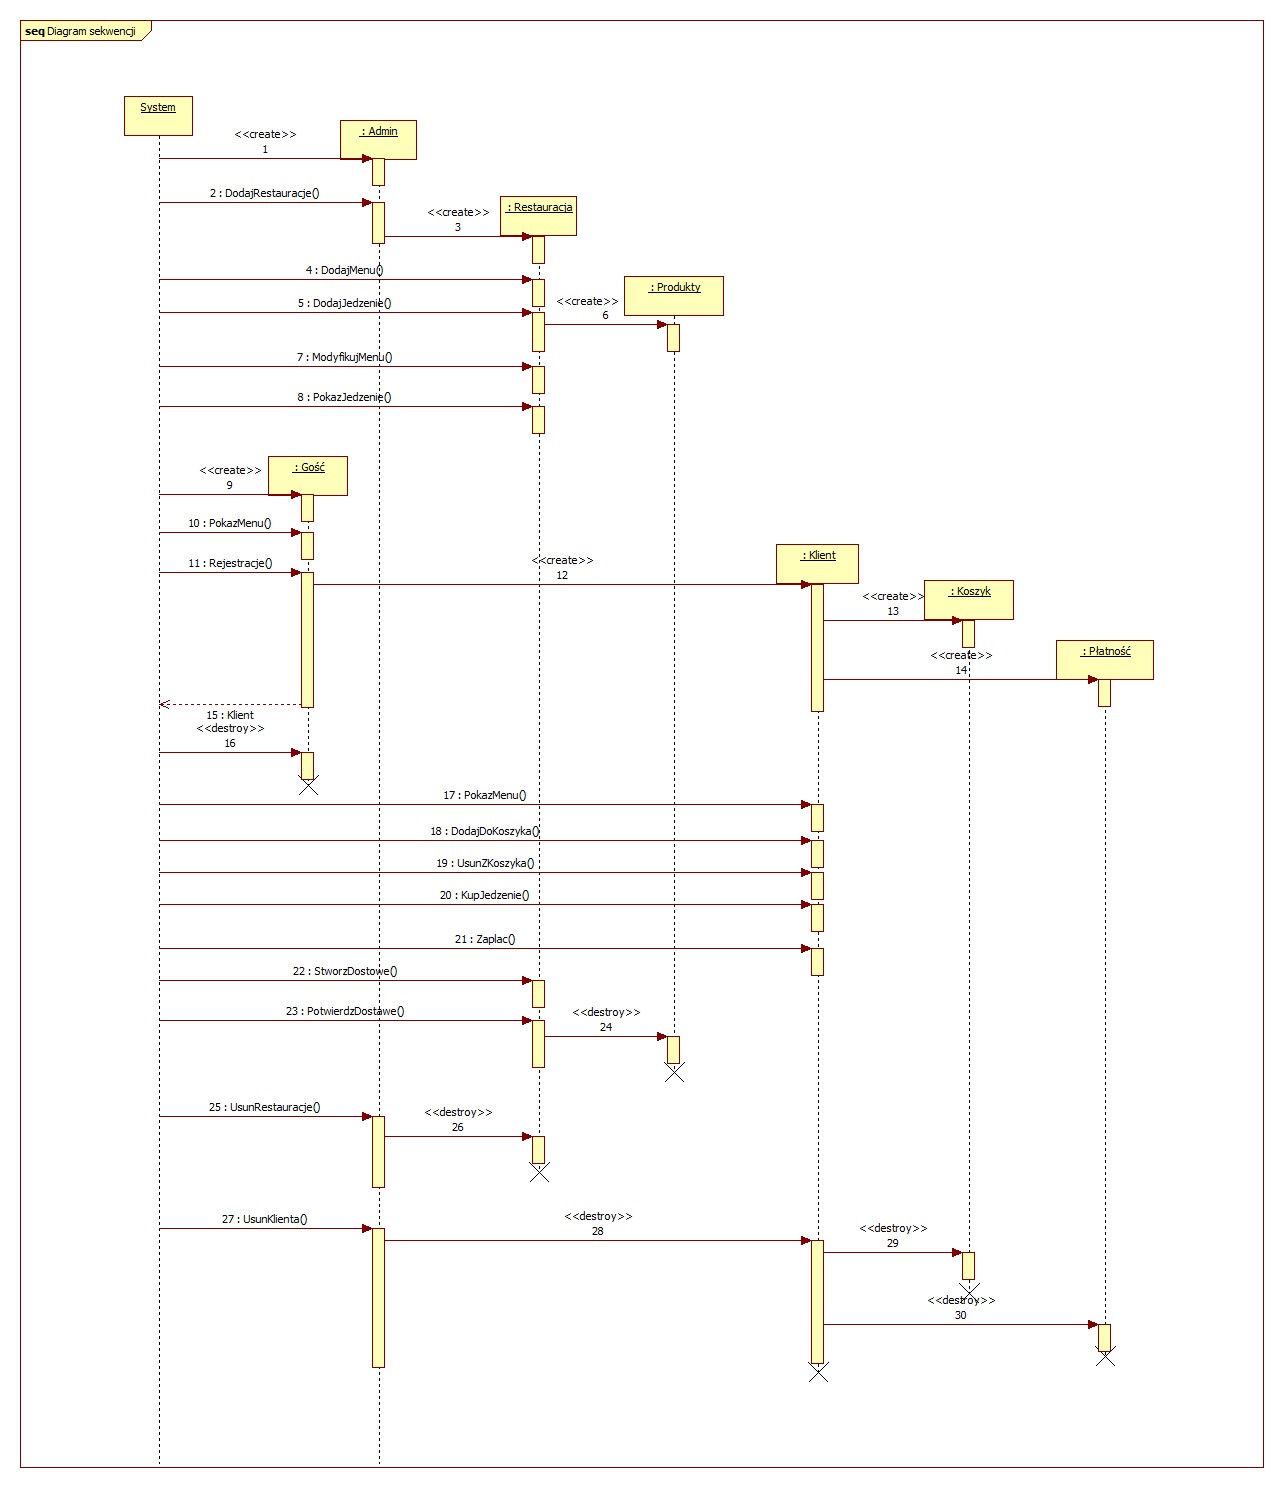 seq Diagram sekwencji
System
<<create>>
1
: Admin
2 : DodajRestauracje()
<<create>>
3
: Restauracja
4 : DodajMenu()
5 : DodajJedzenie()
<<create>>
6
: Produkty
7 : ModyfikujMenu()
8 : PokazJedzenie()
<<create>>
9
: Gość
10 : PokazMenu()
11 : Rejestracje()
<<create>>
12
: Klient
<<create>>
13
: Koszyk
<<create>>
14
: Płatność
15 : Klient
<<destroy>>
16
17 : PokazMenu()
18 : DodajDoKoszyka()
19 : UsunZKoszyka()
20 : KupJedzenie()
21 : Zaplac()
22 : StworzDostowe()
23 : PotwierdzDostawe()
<<destroy>>
24
25 : UsunRestauracje()
<<destroy>>
26
27 : UsunKlienta()
<<destroy>>
28
<<destroy>>
29
<<destroy>>
30